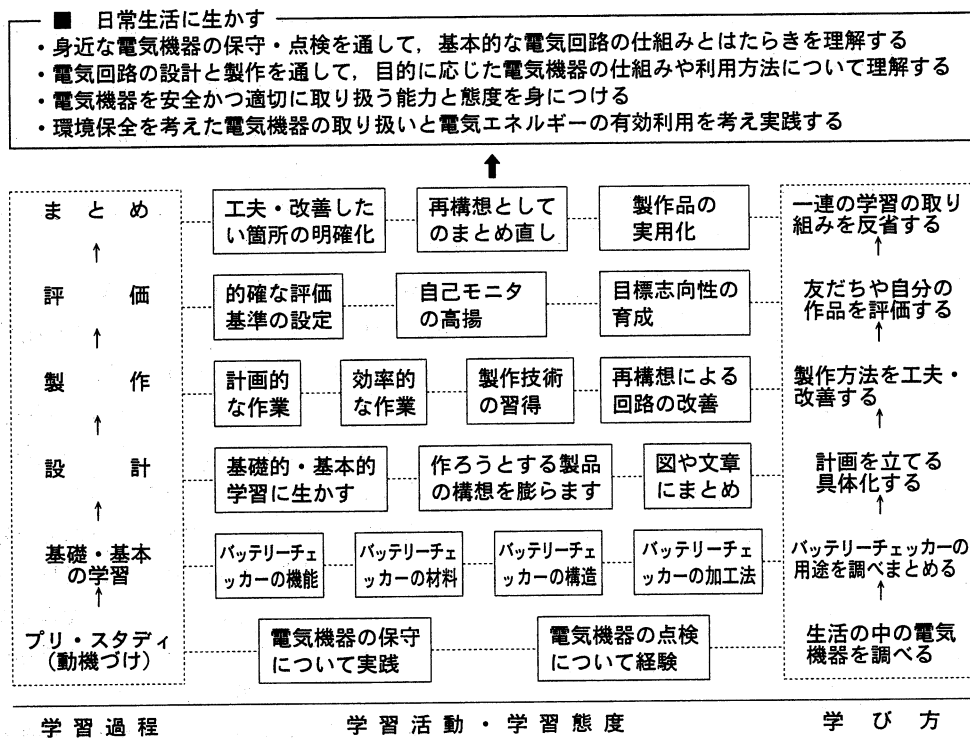 ■ 日常生活に生かす
・身近な電気機器の保守・点検を通して，基本的な電気回路の仕組みとはたらきを理解する
・電気回路の設計と製作を通して，目的に応じた電気機器の仕組みや利用方法について理解する
・電気機器を安全かつ適切に取り扱う能力と態度を身につける
・環境保全を考えた電気機器の取り扱いと電気エネルギーの有効利用を考え実践する
まとめ
工夫・改善した
い箇所の明確化
再構想として
のまとめ直し
製作品の
実用化
一連の学習の取り
組みを反省する
評価
的確な評価
基準の設定
自己モニタ
の高揚
目標志向性の
育成
友だちや自分の
作品を評価する
製作
計画的
な作業
効率的
な作業
製作技術
の習得
再構想による
回路の改善
製作方法を工夫・
改善する
設計
基礎的・基本的
学習に生かす
作ろうとする製品
の構想を膨らます
図や文章
にまとめ
計画を立てる
具体化する
基礎・基本
の学習
バッテリーチェ
ッカーの機能
バッテリーチェ
ッカーの材料
バッテリーチェ
ッカーの構造
バッテリーチェ
ッカーの加工法
バッテリーチェッカーの
用途を調べまとめる
プリ・スタディ
(動機づけ)
電気機器の保守
について実践
電気機器の点検
について経験
生活の中の電気
機器を調べる
学習過程
学習活動・学習態度
学び方